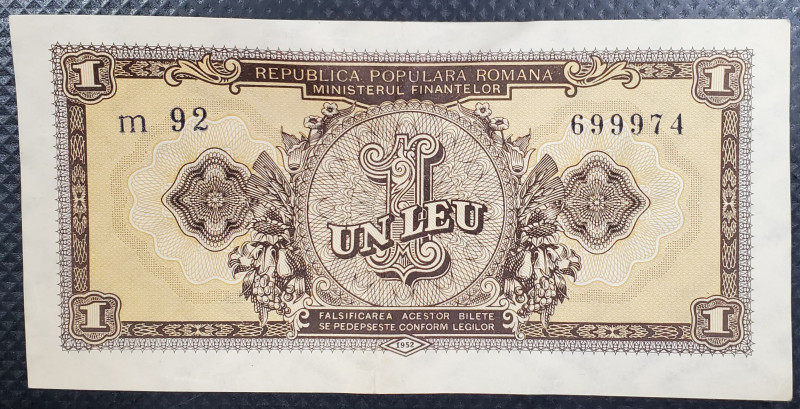 1
1
REPUBLICA POPULARA ROMANA
MINISTERUL FINANTELOR
m 92
699974
1
UN LEU
1
1
FALSIFICAREA ACESTOR BILETE
SE PEDEPSESTE CONFORM LEGILOR
1952